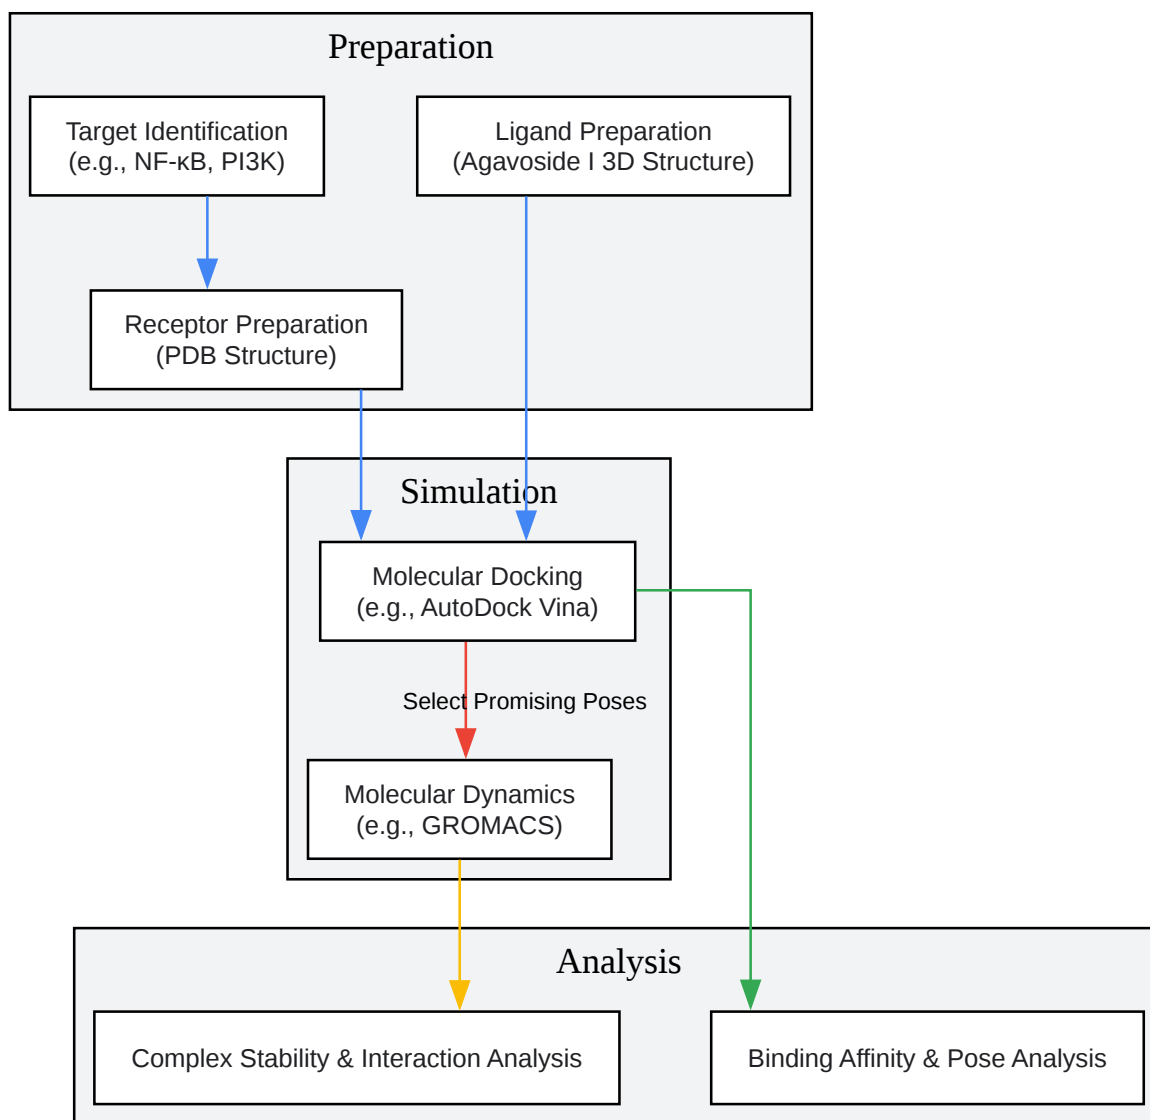 Preparation
Target Identification
(e.g., NF-κB, PI3K)
Ligand Preparation
(Agavoside I 3D Structure)
Receptor Preparation
(PDB Structure)
Simulation
Molecular Docking
(e.g., AutoDock Vina)
Select Promising Poses
Molecular Dynamics
(e.g., GROMACS)
Analysis
Complex Stability & Interaction Analysis
Binding Affinity & Pose Analysis